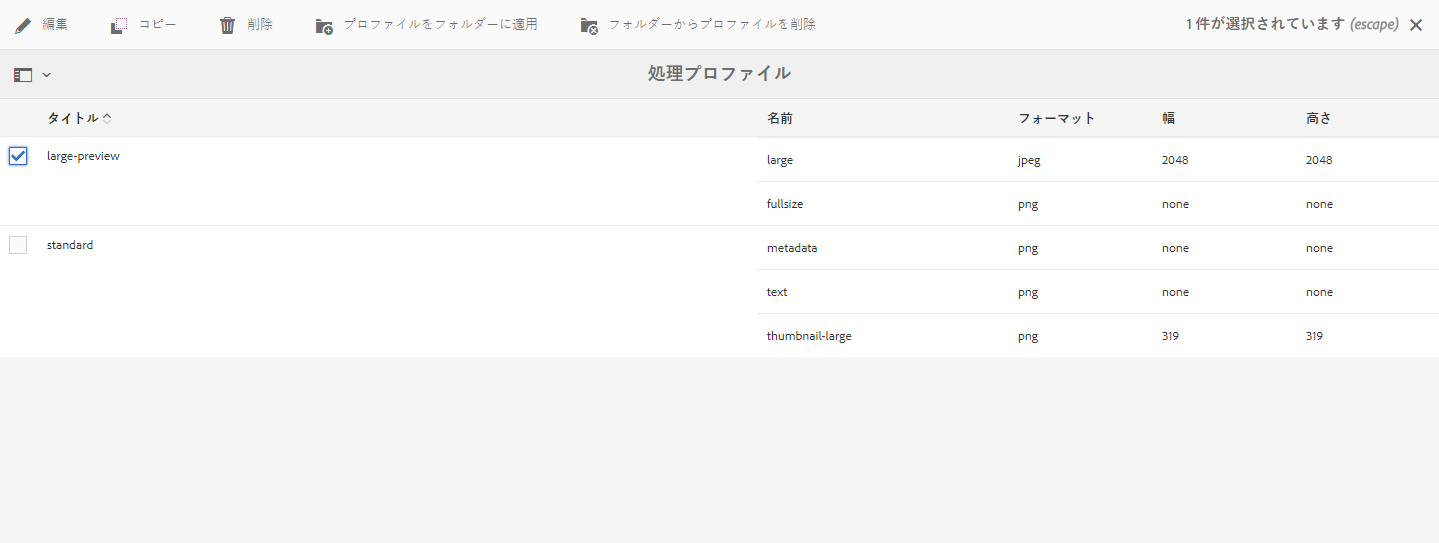 編集 コピー 削除 プロファイルをフォルダーに適用 フォルダーからプロファイルを削除 1 件が選択されています (escape)
処理プロファイル
タイトル 名前 フォーマット 幅 高さ
large-preview large jpeg 2048 2048
fullsize png none none
standard metadata png none none
text png none none
thumbnail-large png 319 319